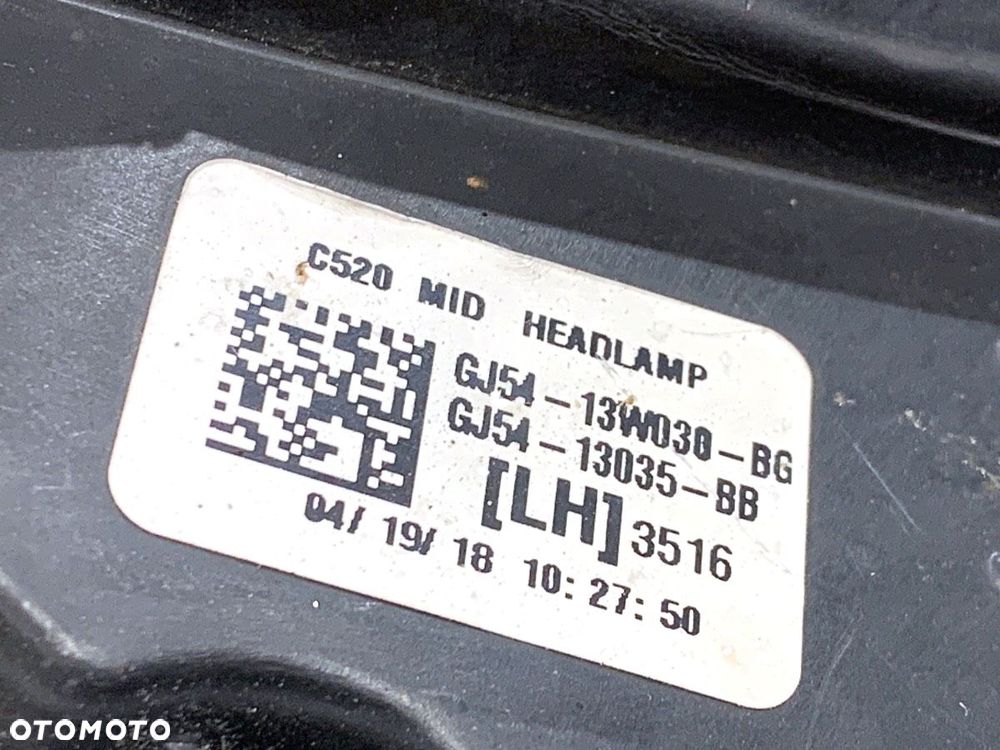 C520 MID HEADLAMP
GJ54-13W030-BG
GJ54-13035-BB
[LH] 3516
04/19/18 10:27:50
OTOMOTO